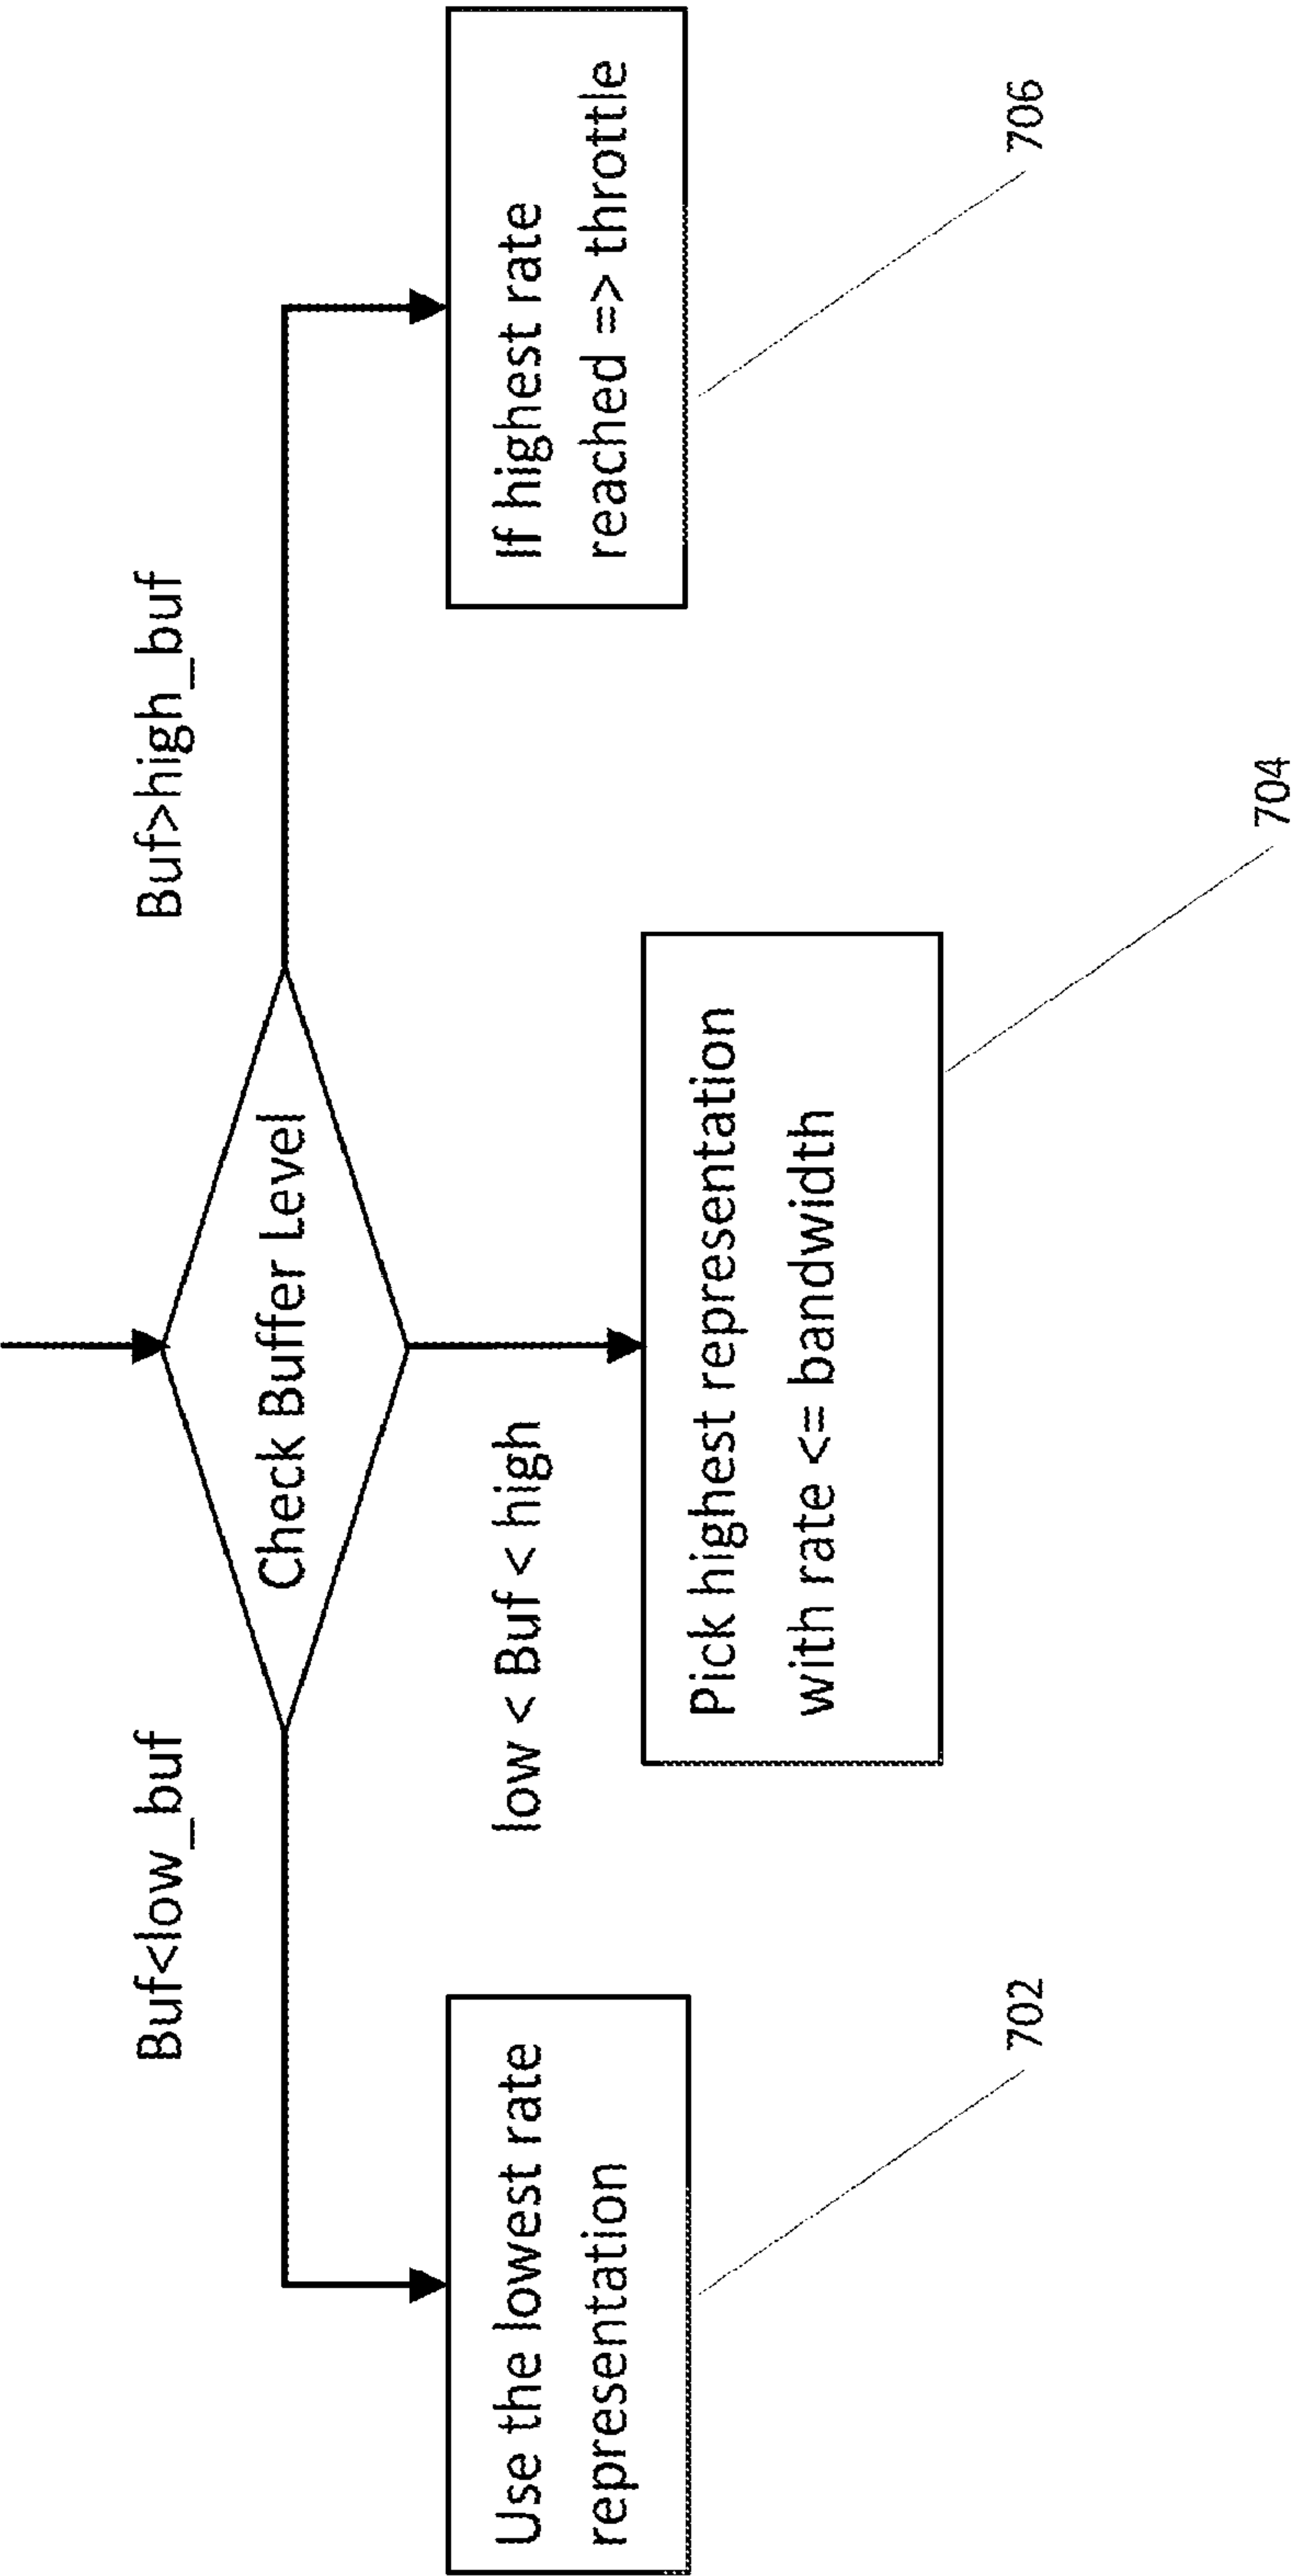 Check Buffer Level
Buf<low_buf
Buf>high_buf
low < Buf < high
Use the lowest rate
representation
702
Pick highest representation
with rate <= bandwidth
704
If highest rate
reached => throttle
706